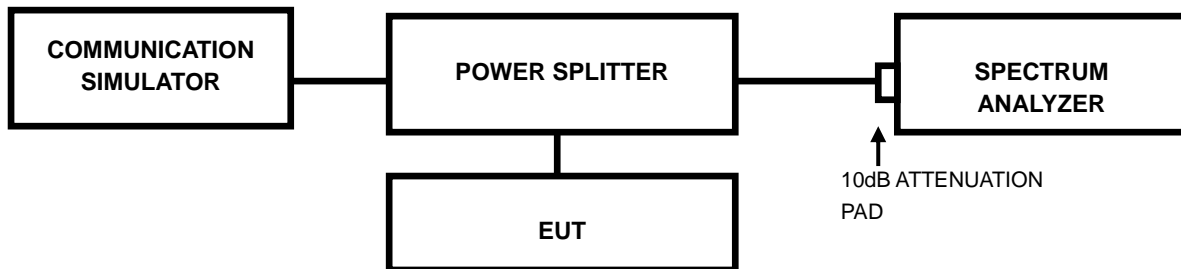 COMMUNICATION
SIMULATOR
POWER SPLITTER
SPECTRUM
ANALYZER
10dB ATTENUATION
PAD
EUT